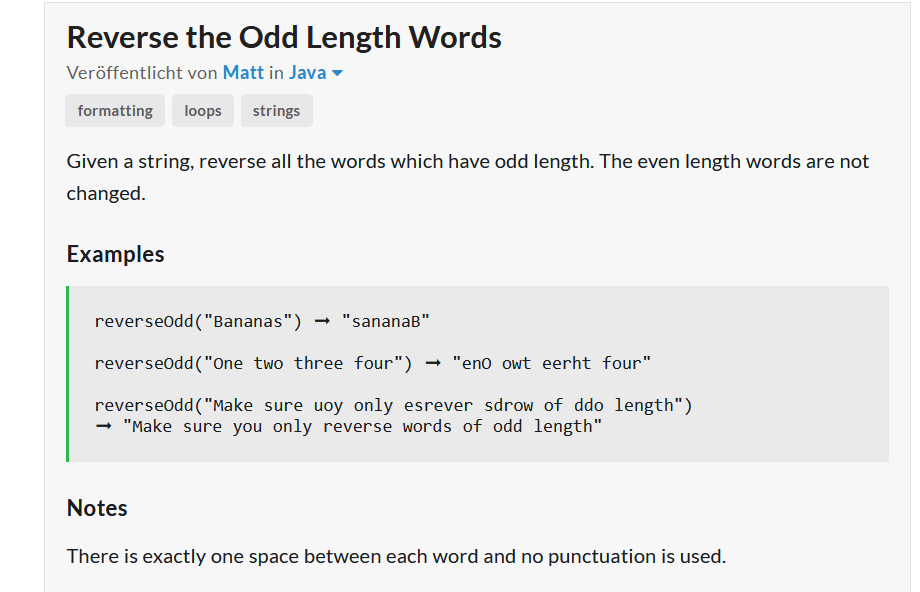 Reverse the Odd Length Words
Veröffentlicht von Matt in Java
formatting loops strings
Given a string, reverse all the words which have odd length. The even length words are not
changed.
Examples
reverseOdd("Bananas") ➞ "sananaB"
reverseOdd("One two three four") ➞ "enO owt eerht four"
reverseOdd("Make sure uoy only esrever sdrow of ddo length")
➞ "Make sure you only reverse words of odd length"
Notes
There is exactly one space between each word and no punctuation is used.